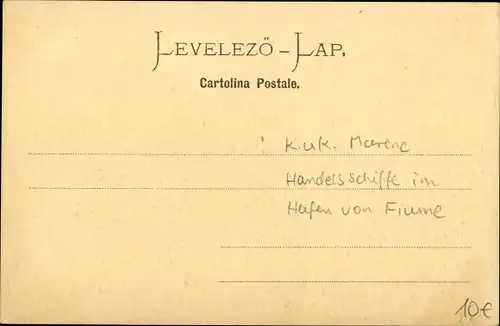 LEVELEZŐ – LAP.
Cartolina Postale.
K.u.K. Marine
Handelsschiffe im
Hafen von Fiume
10€